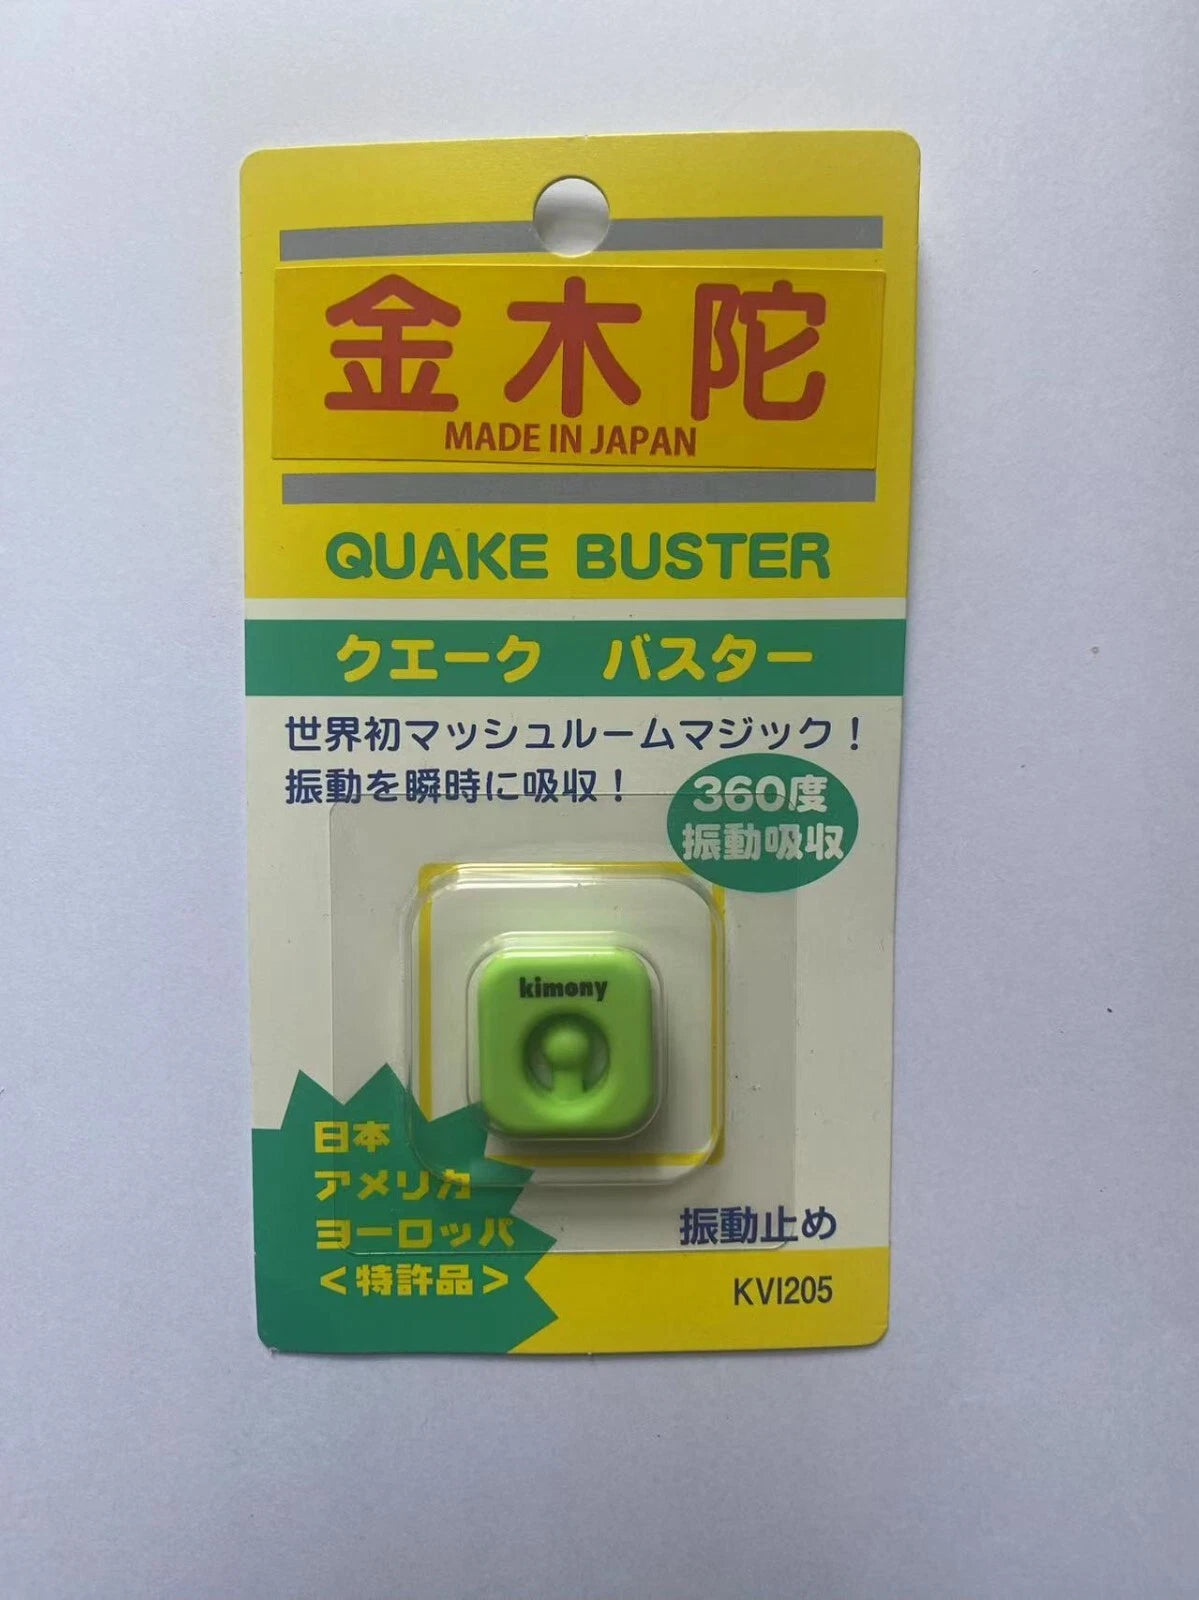 金木陀
MADE IN JAPAN
QUAKE BUSTER
クエーク バスター
世界初マッシュルームマジック！
振動を瞬時に吸収！
360度
振動吸収
kimony
日本
アメリカ
ヨーロッパ
＜特許品＞
振動止め
KVI205